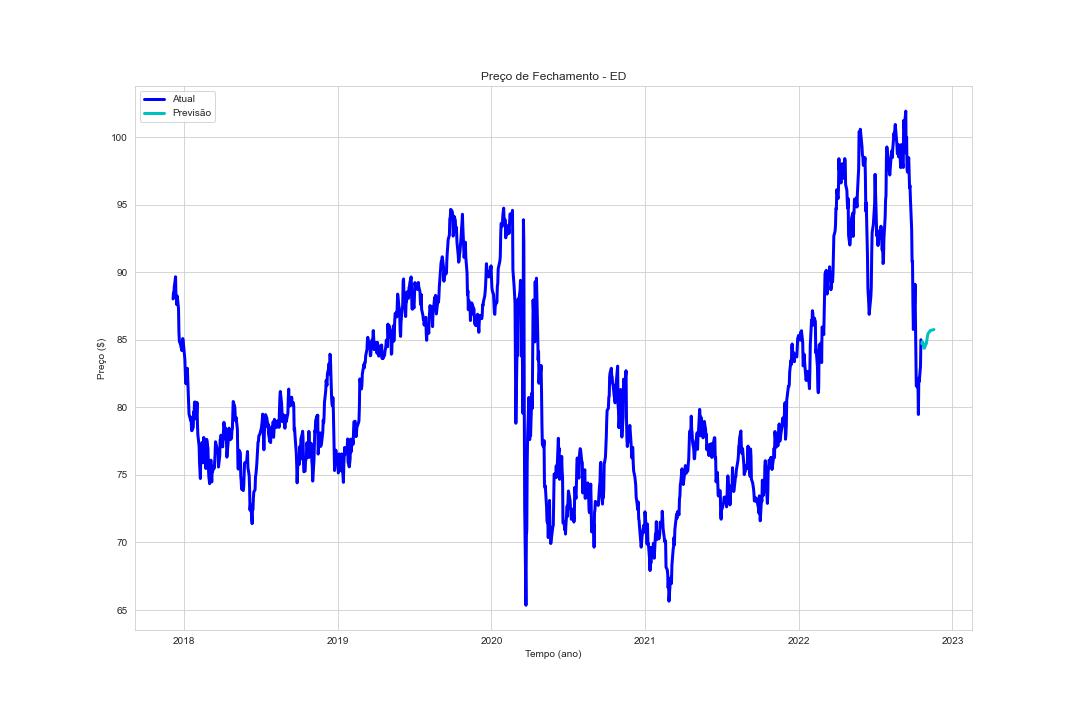 Preço de Fechamento - ED
Atual
Previsão
100
95
90
85
80
75
70
65
Preço ($)
2018
2019
2020
2021
2022
2023
Tempo (ano)